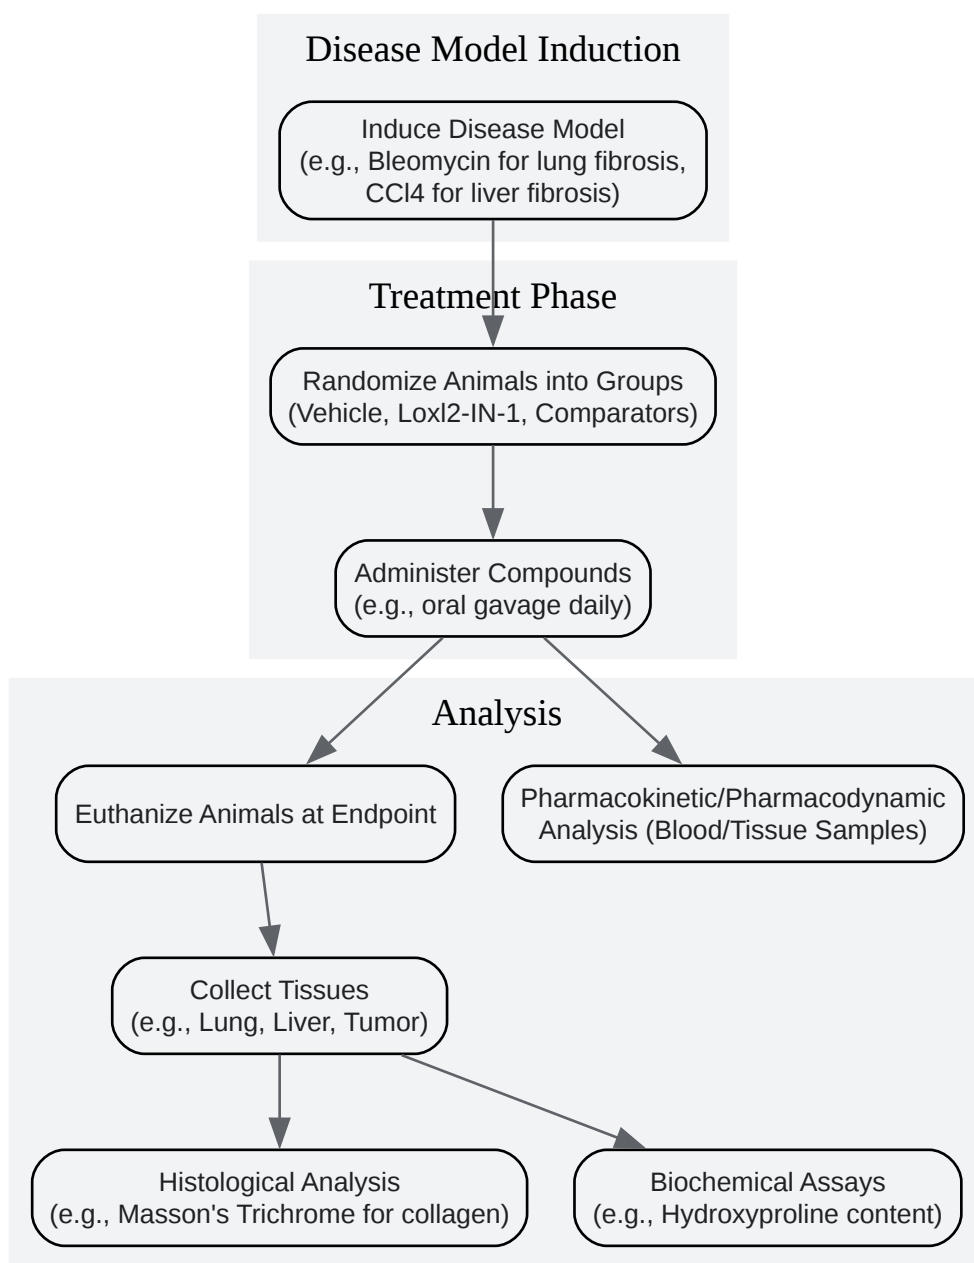 Disease Model Induction
Induce Disease Model
(e.g., Bleomycin for lung fibrosis,
CCl4 for liver fibrosis)
Treatment Phase
Randomize Animals into Groups
(Vehicle, Loxl2-IN-1, Comparators)
Administer Compounds
(e.g., oral gavage daily)
Analysis
Euthanize Animals at Endpoint
Pharmacokinetic/Pharmacodynamic
Analysis (Blood/Tissue Samples)
Collect Tissues
(e.g., Lung, Liver, Tumor)
Histological Analysis
(e.g., Masson's Trichrome for collagen)
Biochemical Assays
(e.g., Hydroxyproline content)